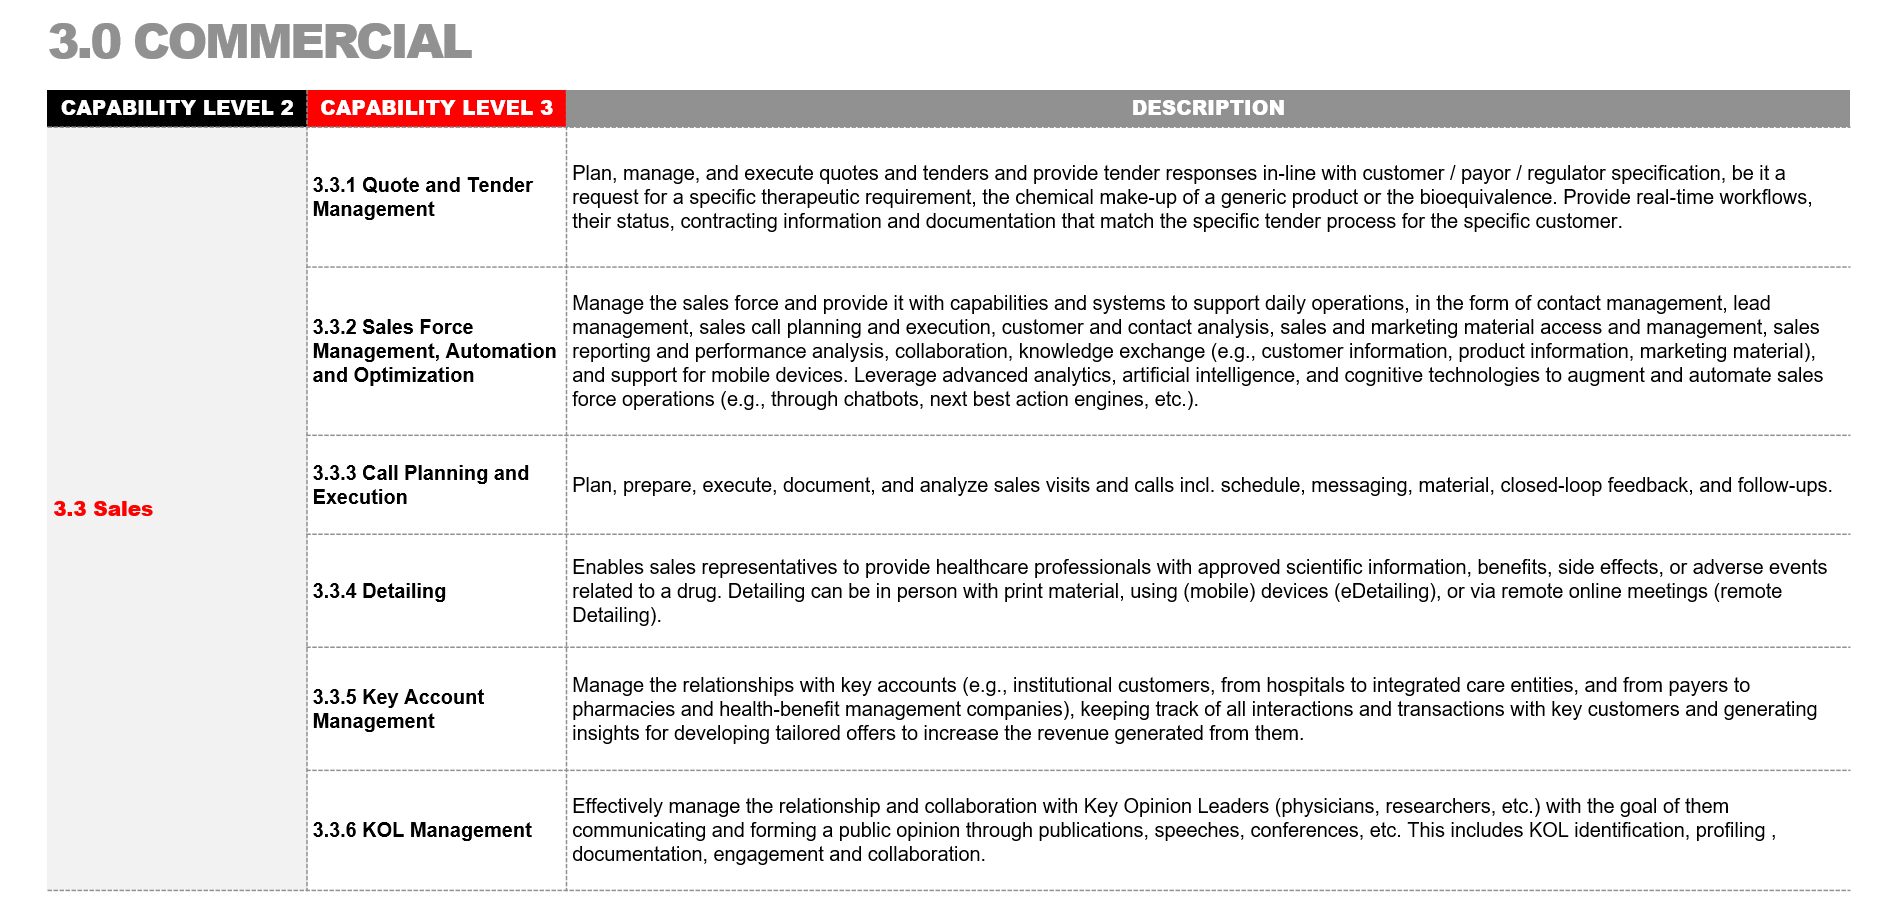 3.0 COMMERCIAL
CAPABILITY LEVEL 2
CAPABILITY LEVEL 3
DESCRIPTION
3.3 Sales
3.3.1 Quote and Tender
Management
Plan, manage, and execute quotes and tenders and provide tender responses in-line with customer / payor / regulator specification, be it a
request for a specific therapeutic requirement, the chemical make-up of a generic product or the bioequivalence. Provide real-time workflows,
their status, contracting information and documentation that match the specific tender process for the specific customer.
3.3.2 Sales Force
Management, Automation
and Optimization
Manage the sales force and provide it with capabilities and systems to support daily operations, in the form of contact management, lead
management, sales call planning and execution, customer and contact analysis, sales and marketing material access and management, sales
reporting and performance analysis, collaboration, knowledge exchange (e.g., customer information, product information, marketing material),
and support for mobile devices. Leverage advanced analytics, artificial intelligence, and cognitive technologies to augment and automate sales
force operations (e.g., through chatbots, next best action engines, etc.).
3.3.3 Call Planning and
Execution
Plan, prepare, execute, document, and analyze sales visits and calls incl. schedule, messaging, material, closed-loop feedback, and follow-ups.
3.3.4 Detailing
Enables sales representatives to provide healthcare professionals with approved scientific information, benefits, side effects, or adverse events
related to a drug. Detailing can be in person with print material, using (mobile) devices (eDetailing), or via remote online meetings (remote
Detailing).
3.3.5 Key Account
Management
Manage the relationships with key accounts (e.g., institutional customers, from hospitals to integrated care entities, and from payers to
pharmacies and health-benefit management companies), keeping track of all interactions and transactions with key customers and generating
insights for developing tailored offers to increase the revenue generated from them.
3.3.6 KOL Management
Effectively manage the relationship and collaboration with Key Opinion Leaders (physicians, researchers, etc.) with the goal of them
communicating and forming a public opinion through publications, speeches, conferences, etc. This includes KOL identification, profiling ,
documentation, engagement and collaboration.